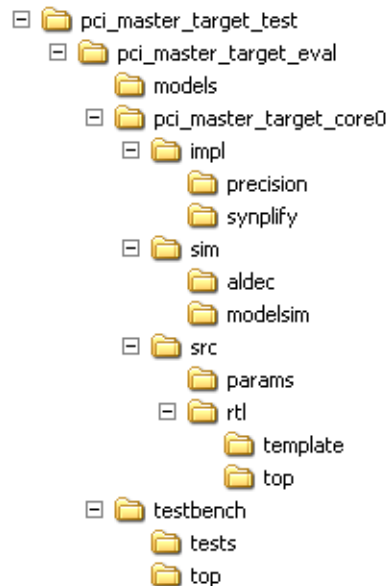 pci_master_target_test
pci_master_target_eval
models
pci_master_target_core0
impl
precision
synplify
sim
aldec
modelsim
src
params
rtl
template
top
testbench
tests
top